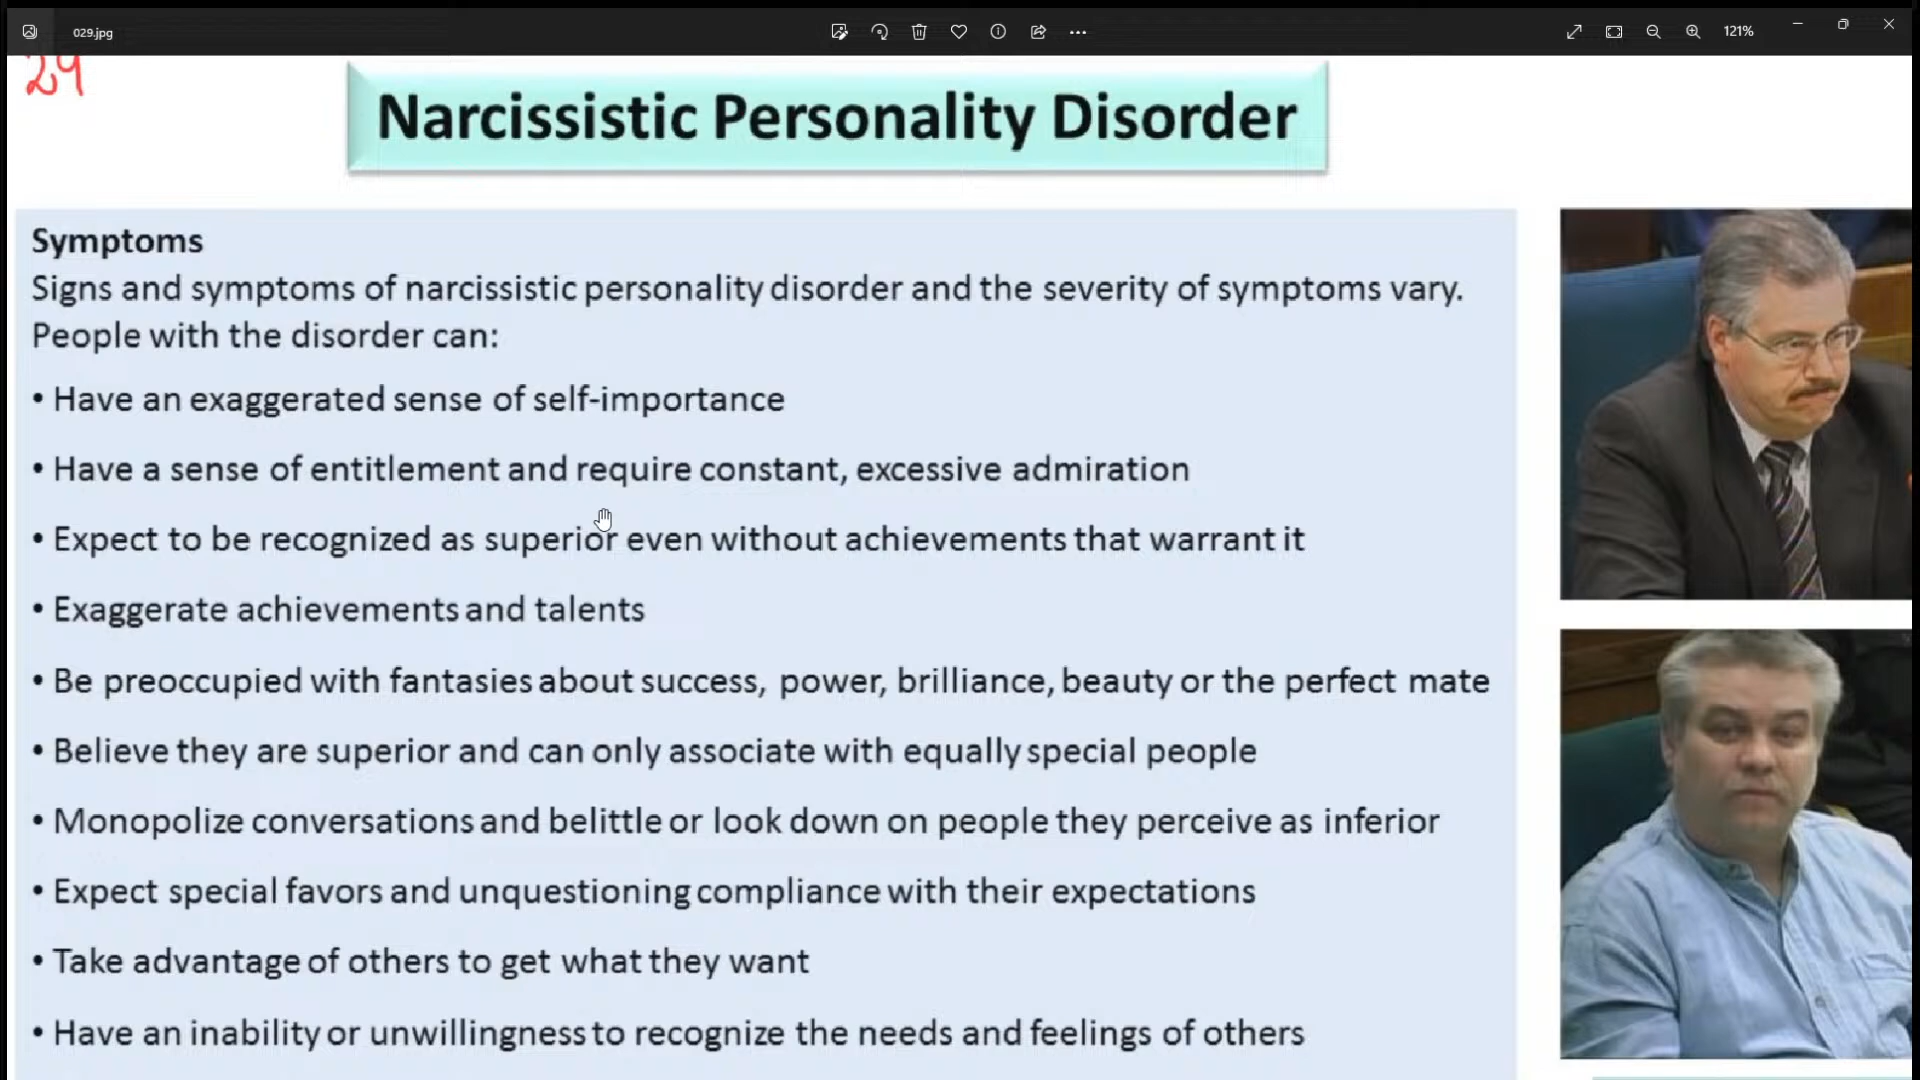 029.jpg
121%
29
Narcissistic Personality Disorder
Symptoms
Signs and symptoms of narcissistic personality disorder and the severity of symptoms vary.
People with the disorder can:
• Have an exaggerated sense of self-importance
• Have a sense of entitlement and require constant, excessive admiration
• Expect to be recognized as superior even without achievements that warrant it
• Exaggerate achievements and talents
• Be preoccupied with fantasies about success, power, brilliance, beauty or the perfect mate
• Believe they are superior and can only associate with equally special people
• Monopolize conversations and belittle or look down on people they perceive as inferior
• Expect special favors and unquestioning compliance with their expectations
• Take advantage of others to get what they want
• Have an inability or unwillingness to recognize the needs and feelings of others